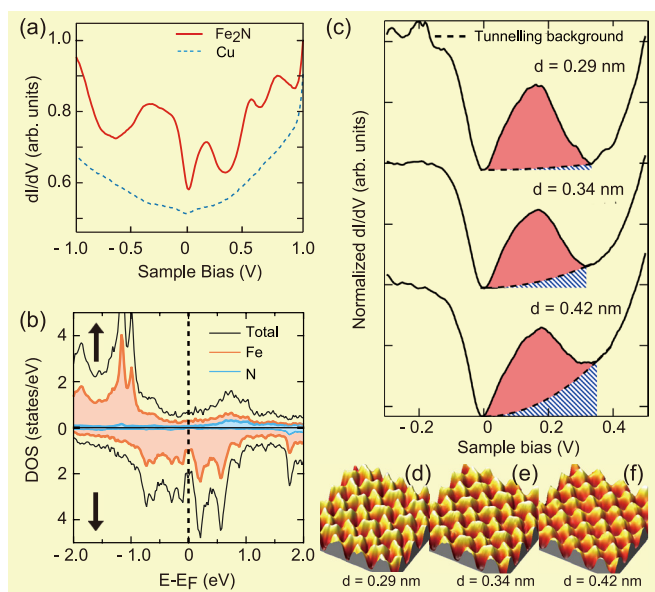 (a)
Fe₂N
Cu
dI/dV (arb. units)
1.0
0.8
0.6
- 1.0
- 0.5
0
0.5
1.0
Sample Bias (V)
(b)
Total
Fe
N
DOS (states/eV)
4
2
0
2
4
- 2.0
- 1.0
0
1.0
2.0
E-EF (eV)
(c)
Tunnelling background
d = 0.29 nm
d = 0.34 nm
d = 0.42 nm
Normalized dI/dV (arb. units)
- 0.2
0
0.2
0.4
Sample bias (V)
(d)
(e)
(f)
d = 0.29 nm
d = 0.34 nm
d = 0.42 nm